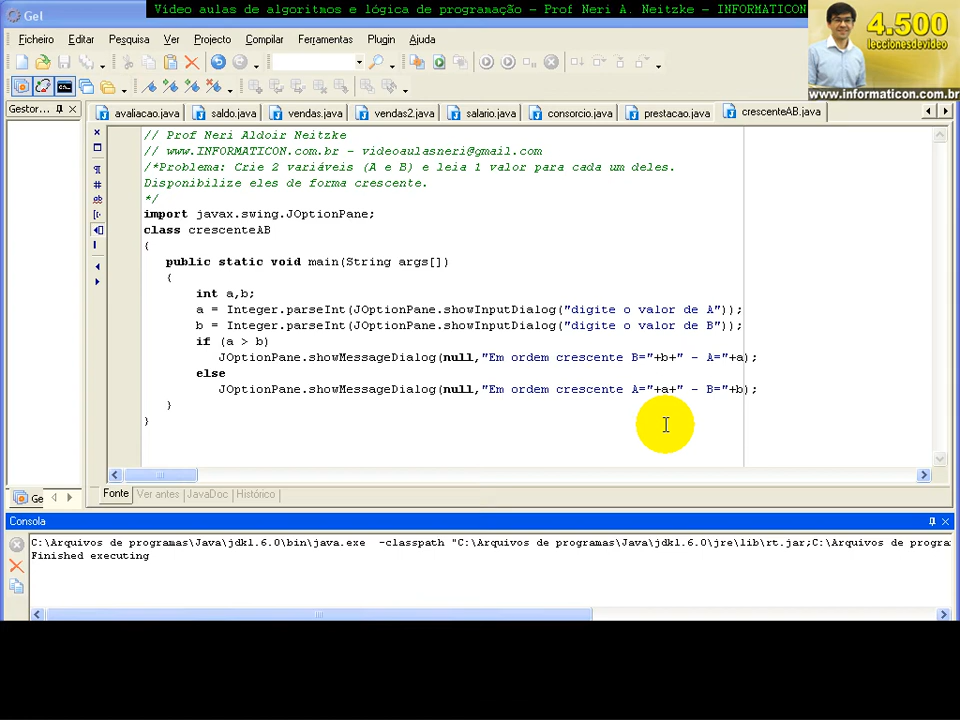 Video aulas de algoritmos e lógica de programação - Prof Neri A. Neitzke - INFORMATICON
4.500
leccionesdevideo
www.informaticon.com.br
Gel
Ficheiro Editar Pesquisa Ver Projecto Compilar Ferramentas Plugin Ajuda
Gestor...
avaliacao.java saldo.java vendas.java vendas2.java salario.java consorcio.java prestacao.java crescenteAB.java
// Prof Neri Aldoir Neitzke
// www.INFORMATICON.com.br - videoaulasneri@gmail.com
/*Problema: Crie 2 variáveis (A e B) e leia 1 valor para cada um deles.
Disponibilize eles de forma crescente.
*/
import javax.swing.JOptionPane;
class crescenteAB
{
public static void main(String args[])
{
int a,b;
a = Integer.parseInt(JOptionPane.showInputDialog("digite o valor de A"));
b = Integer.parseInt(JOptionPane.showInputDialog("digite o valor de B"));
if (a > b)
JOptionPane.showMessageDialog(null,"Em ordem crescente B="+b+" - A="+a);
else
JOptionPane.showMessageDialog(null,"Em ordem crescente A="+a+" - B="+b);
}
}
Ge
Fonte Ver antes JavaDoc Histórico
Consola
C:\Arquivos de programas\Java\jdk1.6.0\bin\java.exe -classpath "C:\Arquivos de programas\Java\jdk1.6.0\jre\lib\rt.jar;C:\Arquivos de progra
Finished executing